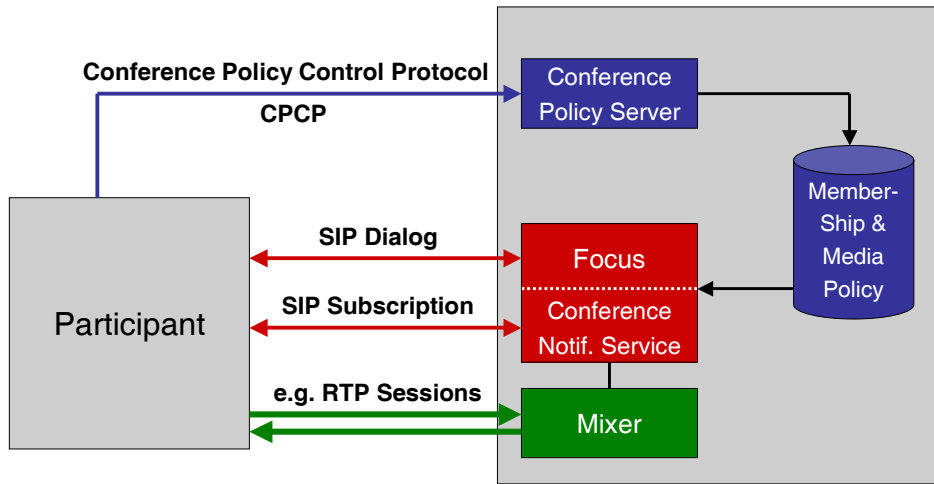 Conference Policy Control Protocol
CPCP
Conference
Policy Server
Member-
Ship &
Media
Policy
SIP Dialog
Focus
Participant
SIP Subscription
Conference
Notif. Service
e.g. RTP Sessions
Mixer